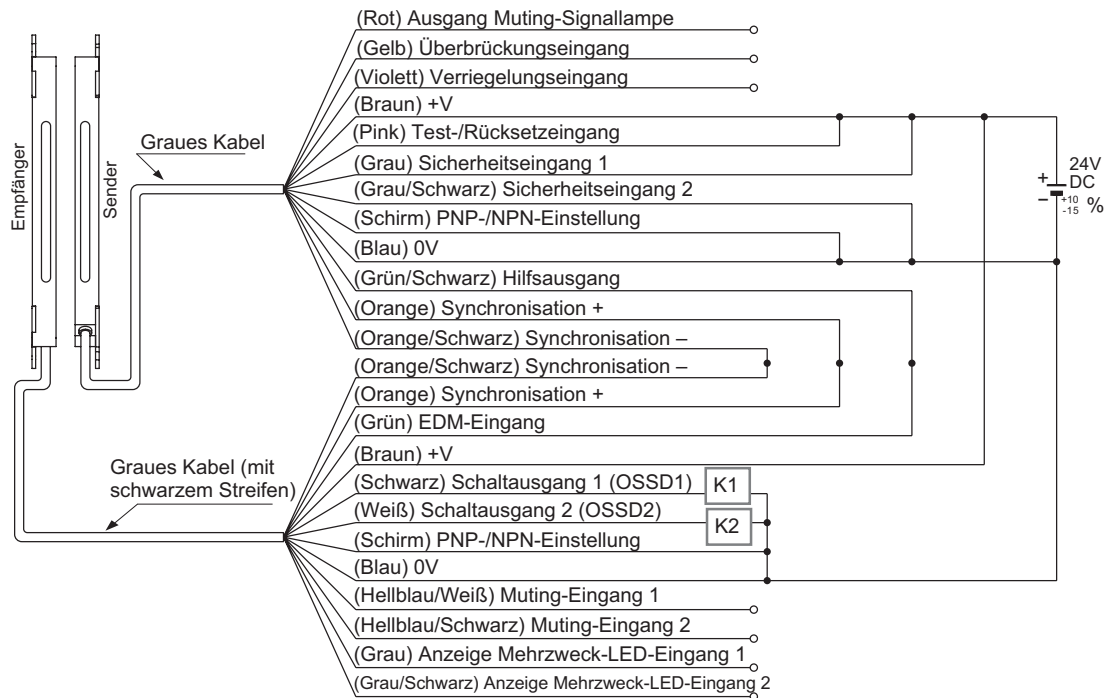 (Rot) Ausgang Muting-Signallampe
(Gelb) Überbrückungseingang
(Violett) Verriegelungseingang
(Braun) +V
(Pink) Test-/Rücksetzeingang
(Grau) Sicherheitseingang 1
(Grau/Schwarz) Sicherheitseingang 2
(Schirm) PNP-/NPN-Einstellung
(Blau) 0V
(Grün/Schwarz) Hilfsausgang
(Orange) Synchronisation +
(Orange/Schwarz) Synchronisation –
(Orange/Schwarz) Synchronisation –
(Orange) Synchronisation +
(Grün) EDM-Eingang
(Braun) +V
(Schwarz) Schaltausgang 1 (OSSD1)
K1
(Weiß) Schaltausgang 2 (OSSD2)
K2
(Schirm) PNP-/NPN-Einstellung
(Blau) 0V
(Hellblau/Weiß) Muting-Eingang 1
(Hellblau/Schwarz) Muting-Eingang 2
(Grau) Anzeige Mehrzweck-LED-Eingang 1
(Grau/Schwarz) Anzeige Mehrzweck-LED-Eingang 2
Empfänger
Sender
Graues Kabel
Graues Kabel (mit
schwarzem Streifen)
24V
+ DC
– +10 -15 %